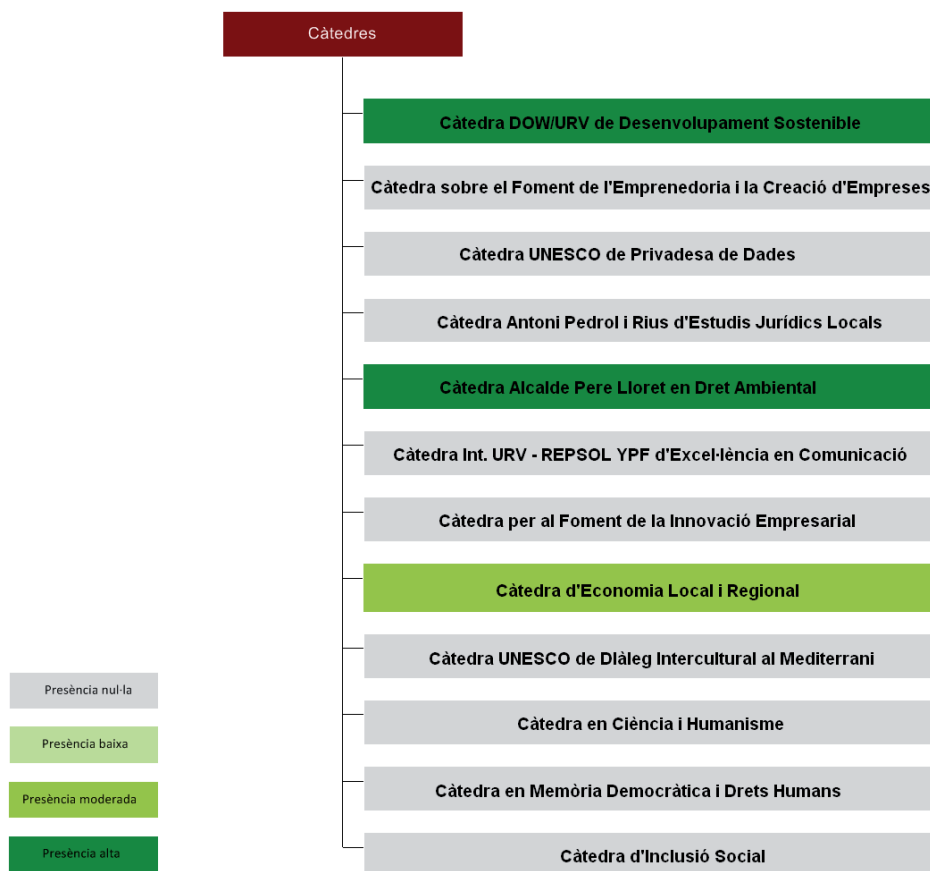 Càtedres
Càtedra DOW/URV de Desenvolupament Sostenible
Càtedra sobre el Foment de l'Emprenedoria i la Creació d'Empreses
Càtedra UNESCO de Privadesa de Dades
Càtedra Antoni Pedrol i Rius d'Estudis Jurídics Locals
Càtedra Alcalde Pere Lloret en Dret Ambiental
Càtedra Int. URV - REPSOL YPF d'Excel·lència en Comunicació
Càtedra per al Foment de la Innovació Empresarial
Càtedra d'Economia Local i Regional
Càtedra UNESCO de Dlàleg Intercultural al Mediterrani
Càtedra en Ciència i Humanisme
Càtedra en Memòria Democràtica i Drets Humans
Càtedra d'Inclusió Social
Presència nul·la
Presència baixa
Presència moderada
Presència alta